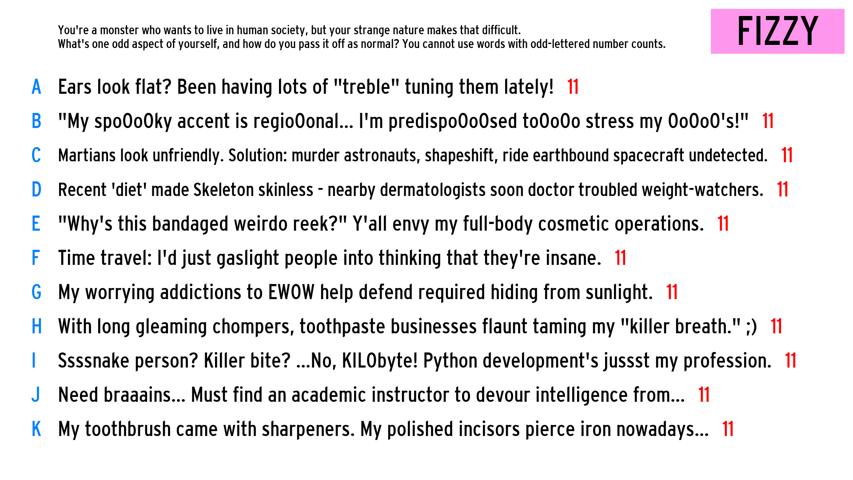 You're a monster who wants to live in human society, but your strange nature makes that difficult.
What's one odd aspect of yourself, and how do you pass it off as normal? You cannot use words with odd-lettered number counts.
FIZZY
A Ears look flat? Been having lots of "treble" tuning them lately! 11
B "My spoOoOky accent is regioOonal... I'm predispoOoOsed toOoOo stress my OoOoO's!" 11
C Martians look unfriendly. Solution: murder astronauts, shapeshift, ride earthbound spacecraft undetected. 11
D Recent 'diet' made Skeleton skinless - nearby dermatologists soon doctor troubled weight-watchers. 11
E "Why's this bandaged weirdo reek?" Y'all envy my full-body cosmetic operations. 11
F Time travel: I'd just gaslight people into thinking that they're insane. 11
G My worrying addictions to EWOW help defend required hiding from sunlight. 11
H With long gleaming chompers, toothpaste businesses flaunt taming my "killer breath." ;) 11
I Ssssnake person? Killer bite? ...No, KILObyte! Python development's jussst my profession. 11
J Need braaains... Must find an academic instructor to devour intelligence from... 11
K My toothbrush came with sharpeners. My polished incisors pierce iron nowadays... 11